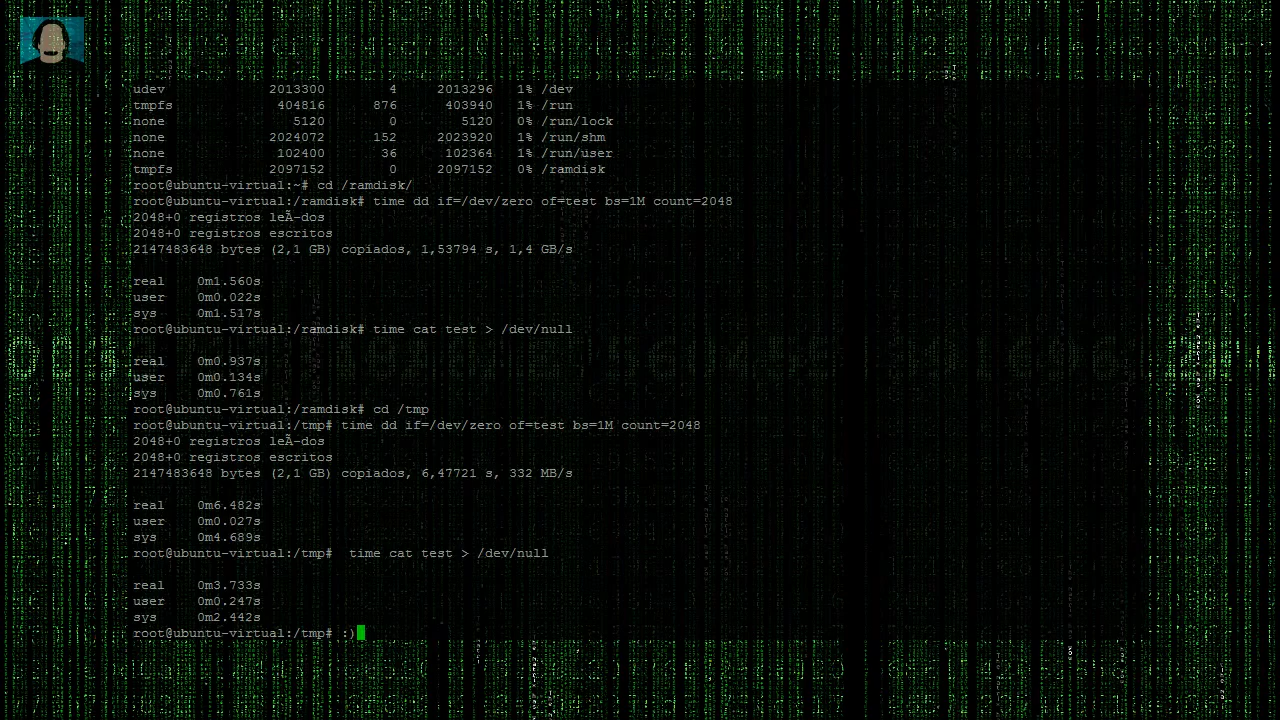 udev 2013300 4 2013296 1% /dev
tmpfs 404816 876 403940 1% /run
none 5120 0 5120 0% /run/lock
none 2024072 152 2023920 1% /run/shm
none 102400 36 102364 1% /run/user
tmpfs 2097152 0 2097152 0% /ramdisk
root@ubuntu-virtual:~# cd /ramdisk/
root@ubuntu-virtual:/ramdisk# time dd if=/dev/zero of=test bs=1M count=2048
2048+0 registros leÃ-dos
2048+0 registros escritos
2147483648 bytes (2,1 GB) copiados, 1,53794 s, 1,4 GB/s
real 0m1.560s
user 0m0.022s
sys 0m1.517s
root@ubuntu-virtual:/ramdisk# time cat test > /dev/null
real 0m0.937s
user 0m0.134s
sys 0m0.761s
root@ubuntu-virtual:/ramdisk# cd /tmp
root@ubuntu-virtual:/tmp# time dd if=/dev/zero of=test bs=1M count=2048
2048+0 registros leÃ-dos
2048+0 registros escritos
2147483648 bytes (2,1 GB) copiados, 6,47721 s, 332 MB/s
real 0m6.482s
user 0m0.027s
sys 0m4.689s
root@ubuntu-virtual:/tmp#  time cat test > /dev/null
real 0m3.733s
user 0m0.247s
sys 0m2.442s
root@ubuntu-virtual:/tmp# :)